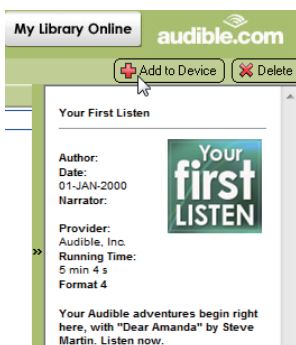 My Library Online
audible.com
Add to Device
Delete
Your First Listen
Author:
Date:
01-JAN-2000
Narrator:
Your
first
LISTEN
Provider:
Audible, Inc.
Running Time:
5 min 4 s
Format 4
»
Your Audible adventures begin right
here, with "Dear Amanda" by Steve
Martin. Listen now.